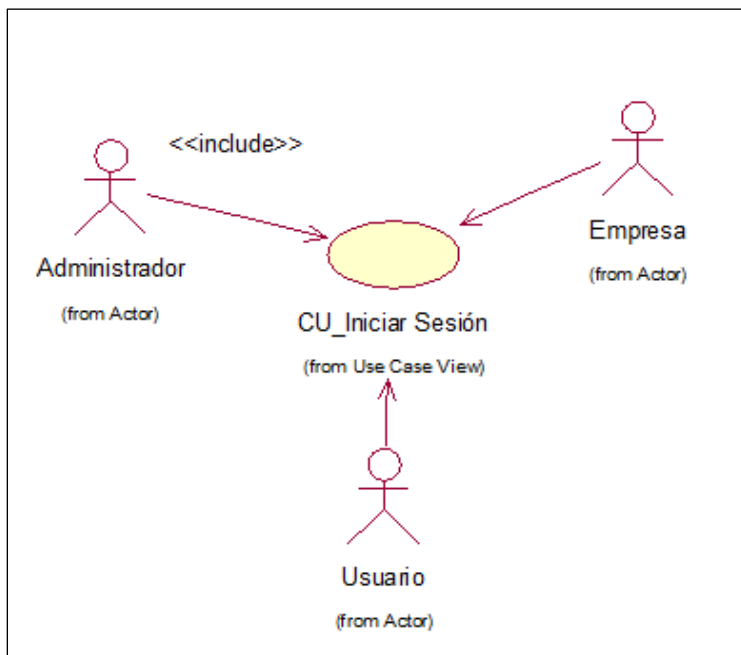 <<include>>
Administrador
(from Actor)
Empresa
(from Actor)
CU_Iniciar Sesión
(from Use Case View)
Usuario
(from Actor)